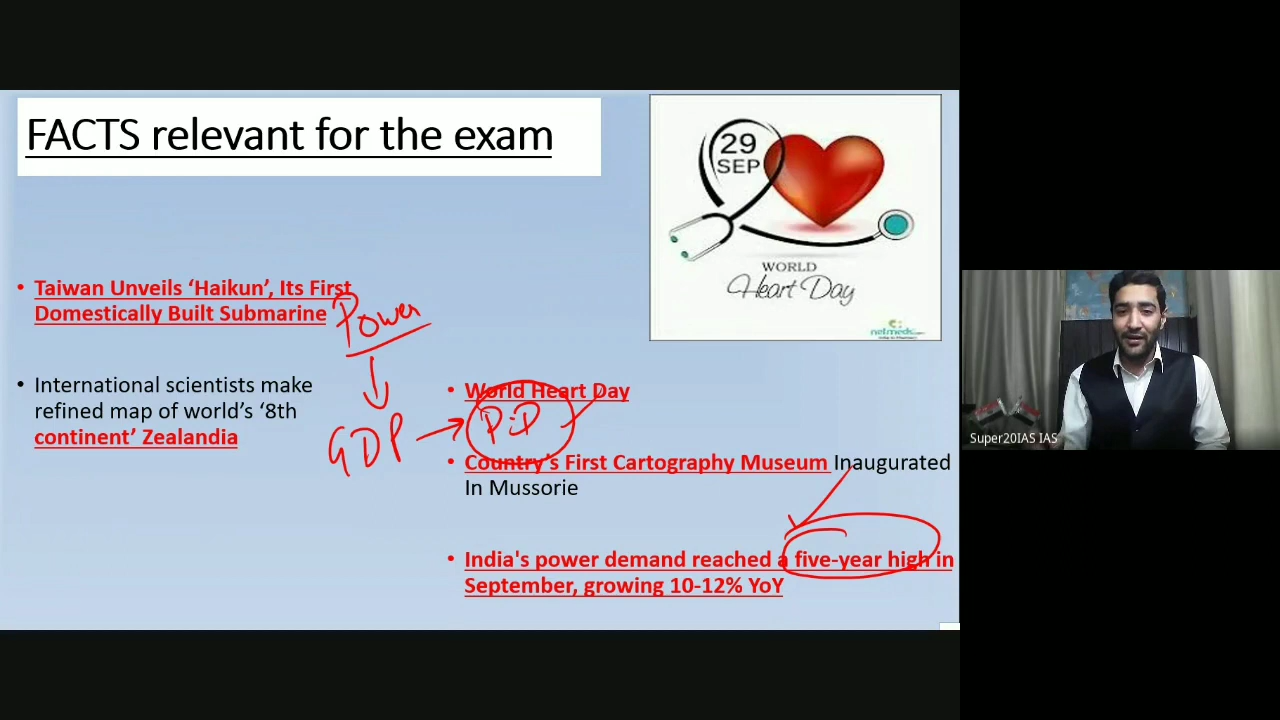 FACTS relevant for the exam
29
SEP
WORLD
Heart Day
netmeds.com
• Taiwan Unveils ‘Haikun’, Its First
Domestically Built Submarine
Power
• International scientists make
refined map of world’s ‘8th
continent’ Zealandia
GDP
• World Heart Day
• Country’s First Cartography Museum Inaugurated
In Mussorie
• India's power demand reached a five-year high in
September, growing 10-12% YoY
Super20IAS IAS